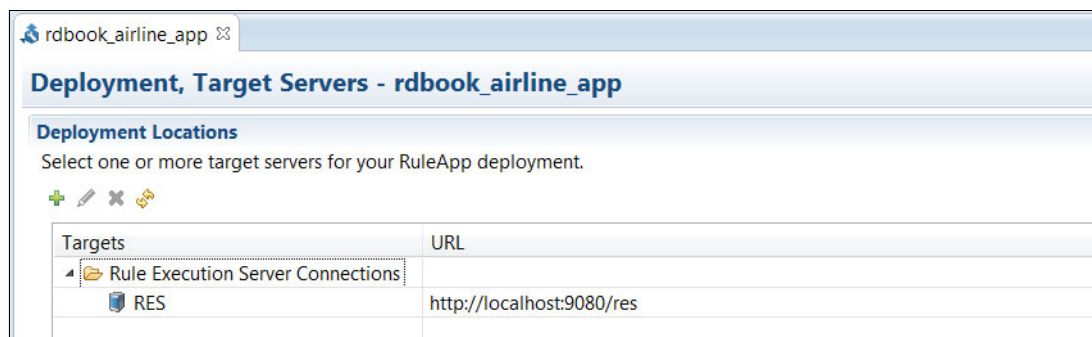 rdbook_airline_app
Deployment, Target Servers - rdbook_airline_app
Deployment Locations
Select one or more target servers for your RuleApp deployment.
Targets URL
Rule Execution Server Connections
RES http://localhost:9080/res